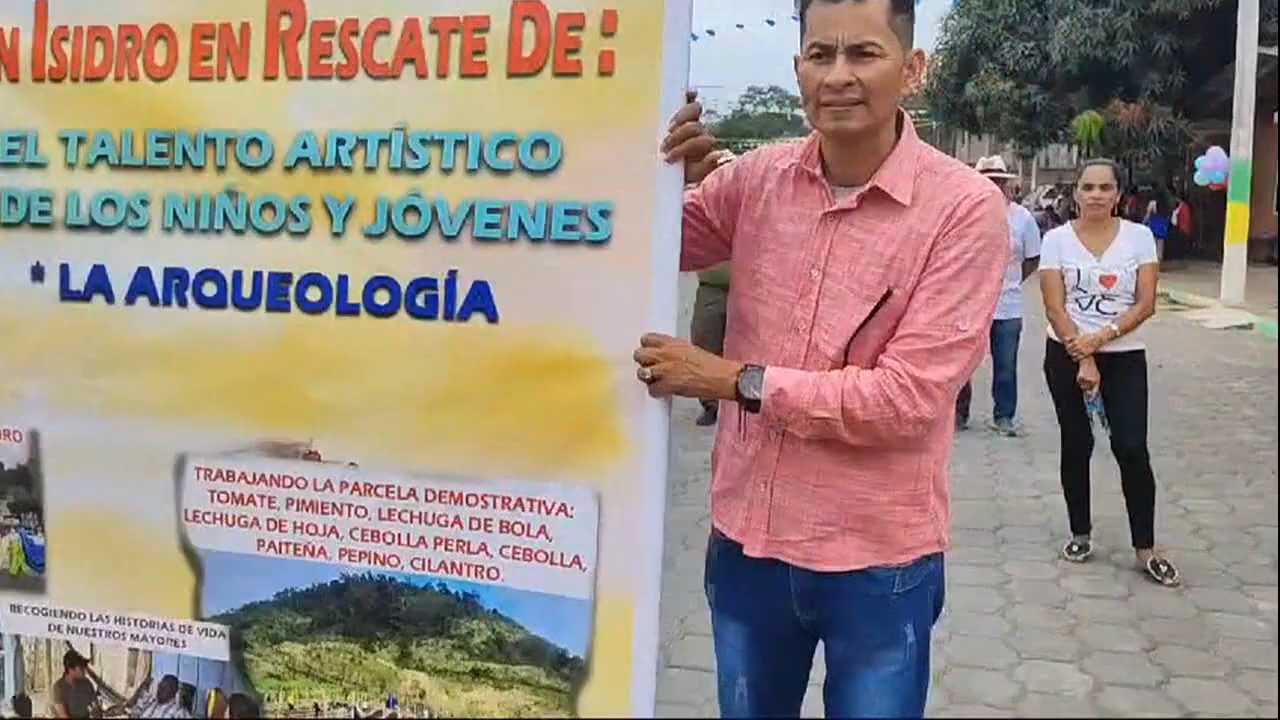 N ISIDRO EN RESCATE DE:
EL TALENTO ARTÍSTICO
DE LOS NIÑOS Y JÓVENES
* LA ARQUEOLOGÍA
DRO
TRABAJANDO LA PARCELA DEMOSTRATIVA:
TOMATE, PIMIENTO, LECHUGA DE BOLA,
LECHUGA DE HOJA, CEBOLLA PERLA, CEBOLLA,
PAITEÑA, PEPINO, CILANTRO.
RECOGIENDO LAS HISTORIAS DE VIDA
DE NUESTROS MAYORES